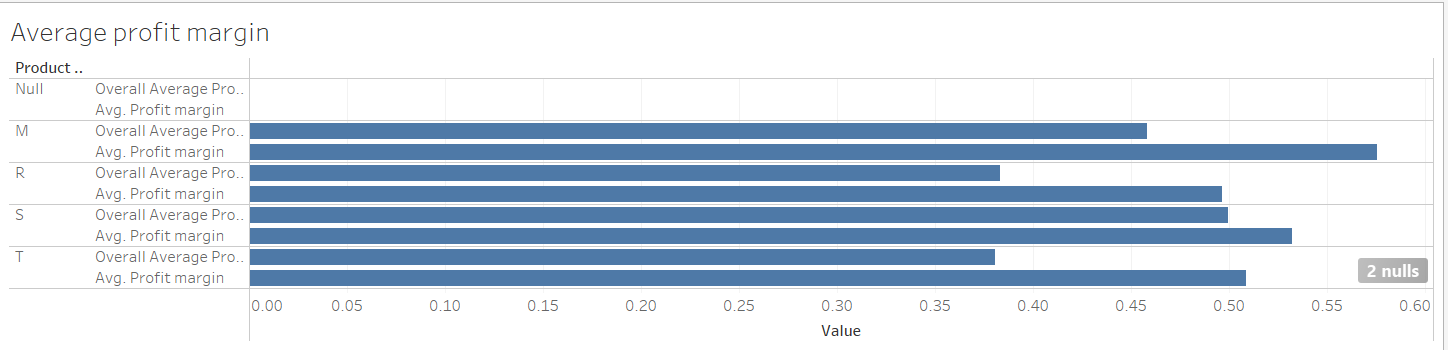 Average profit margin
Product ..
Null Overall Average Pro..
Avg. Profit margin
M Overall Average Pro..
Avg. Profit margin
R Overall Average Pro..
Avg. Profit margin
S Overall Average Pro..
Avg. Profit margin
T Overall Average Pro..
Avg. Profit margin
2 nulls
0.00 0.05 0.10 0.15 0.20 0.25 0.30 0.35 0.40 0.45 0.50 0.55 0.60
Value